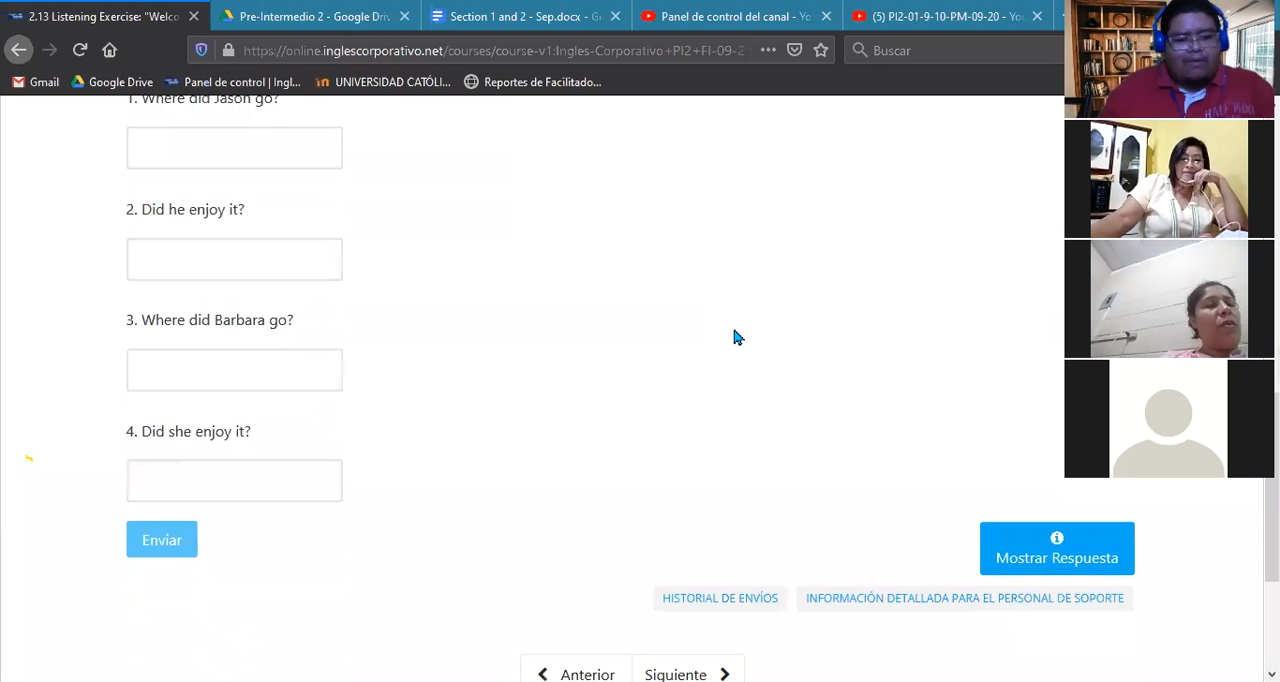 2.13 Listening Exercise: "Welco
Pre-Intermedio 2 - Google Driv
Section 1 and 2 - Sep.docx - G
Panel de control del canal - Yo
(5) PI2-01-9-10-PM-09-20 - You
https://online.inglescorporativo.net/courses/course-v1:Ingles-Corporativo+PI2+FI-09-2
Buscar
Gmail
Google Drive
Panel de control | Ingl...
UNIVERSIDAD CATÓLI...
Reportes de Facilitado...
1. Where did Jason go?
2. Did he enjoy it?
3. Where did Barbara go?
4. Did she enjoy it?
Enviar
Mostrar Respuesta
HISTORIAL DE ENVÍOS
INFORMACIÓN DETALLADA PARA EL PERSONAL DE SOPORTE
Anterior
Siguiente